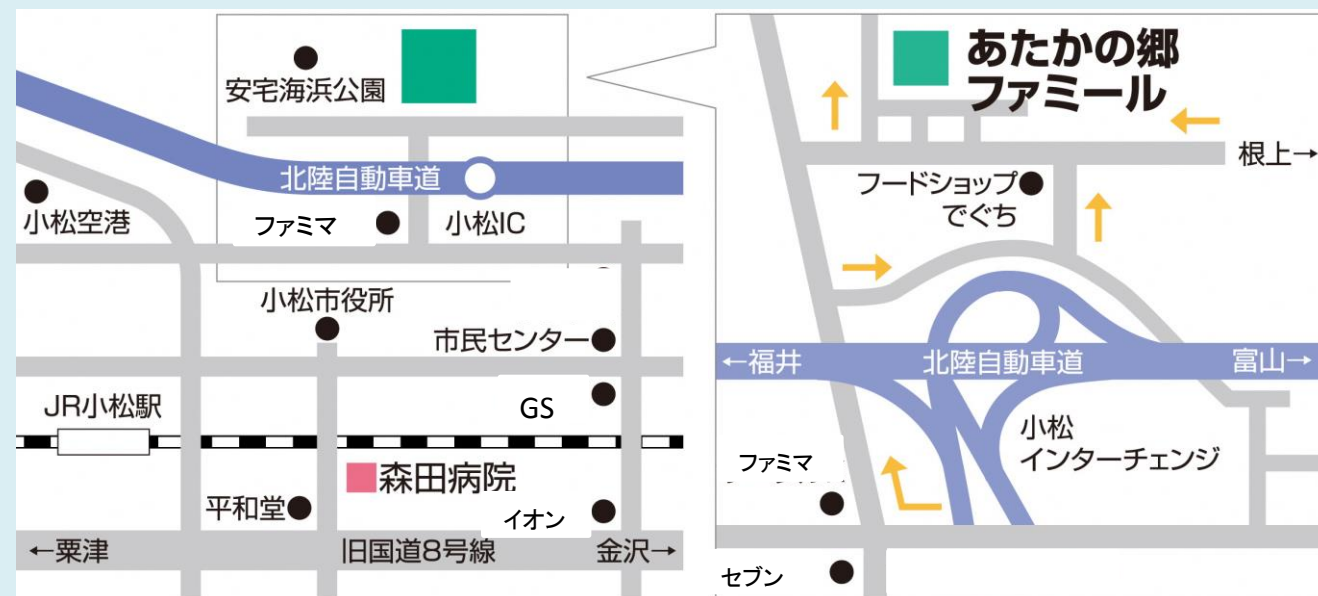 安宅海浜公園
北陸自動車道
小松空港
ファミマ
小松IC
小松市役所
市民センター
GS
JR小松駅
森田病院
平和堂
イオン
←粟津
旧国道8号線
金沢→
あたかの郷
ファミール
根上→
フードショップ
でぐち
←福井
北陸自動車道
富山→
小松
インターチェンジ
ファミマ
セブン